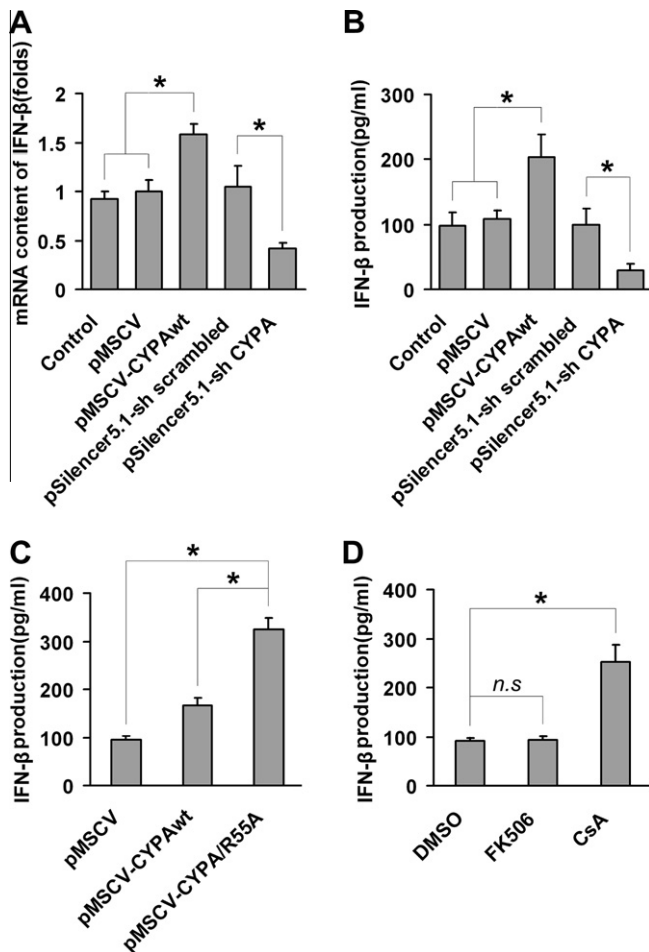 A
mRNA content of IFN-β(folds)
2
1.5
1
0.5
0
*
*
Control
pMSCV
pMSCV-CYPAwt
pSilencer5.1-sh scrambled
pSilencer5.1-sh CYPA
B
IFN-β production(pg/ml)
300
200
100
0
*
*
Control
pMSCV
pMSCV-CYPAwt
pSilencer5.1-sh scrambled
pSilencer5.1-sh CYPA
C
IFN-β production(pg/ml)
400
300
200
100
0
*
*
pMSCV
pMSCV-CYPAwt
pMSCV-CYPA/R55A
D
IFN-β production(pg/ml)
400
300
200
100
0
*
n.s
DMSO
FK506
CsA